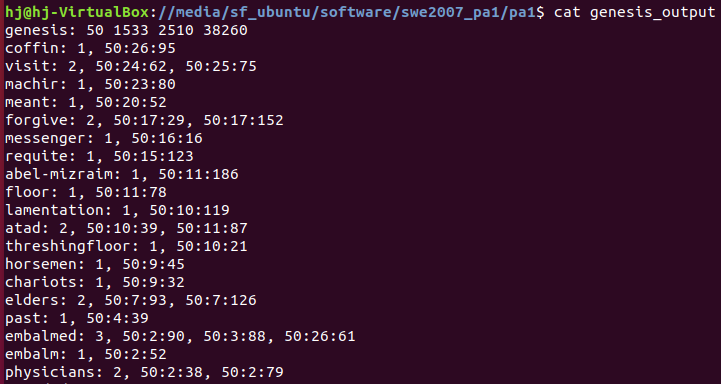 hj@hj-VirtualBox://media/sf_ubuntu/software/swe2007_pa1/pa1$ cat genesis_output
genesis: 50 1533 2510 38260
coffin: 1, 50:26:95
visit: 2, 50:24:62, 50:25:75
machir: 1, 50:23:80
meant: 1, 50:20:52
forgive: 2, 50:17:29, 50:17:152
messenger: 1, 50:16:16
requite: 1, 50:15:123
abel-mizraim: 1, 50:11:186
floor: 1, 50:11:78
lamentation: 1, 50:10:119
atad: 2, 50:10:39, 50:11:87
threshingfloor: 1, 50:10:21
horsemen: 1, 50:9:45
chariots: 1, 50:9:32
elders: 2, 50:7:93, 50:7:126
past: 1, 50:4:39
embalmed: 3, 50:2:90, 50:3:88, 50:26:61
embalm: 1, 50:2:52
physicians: 2, 50:2:38, 50:2:79